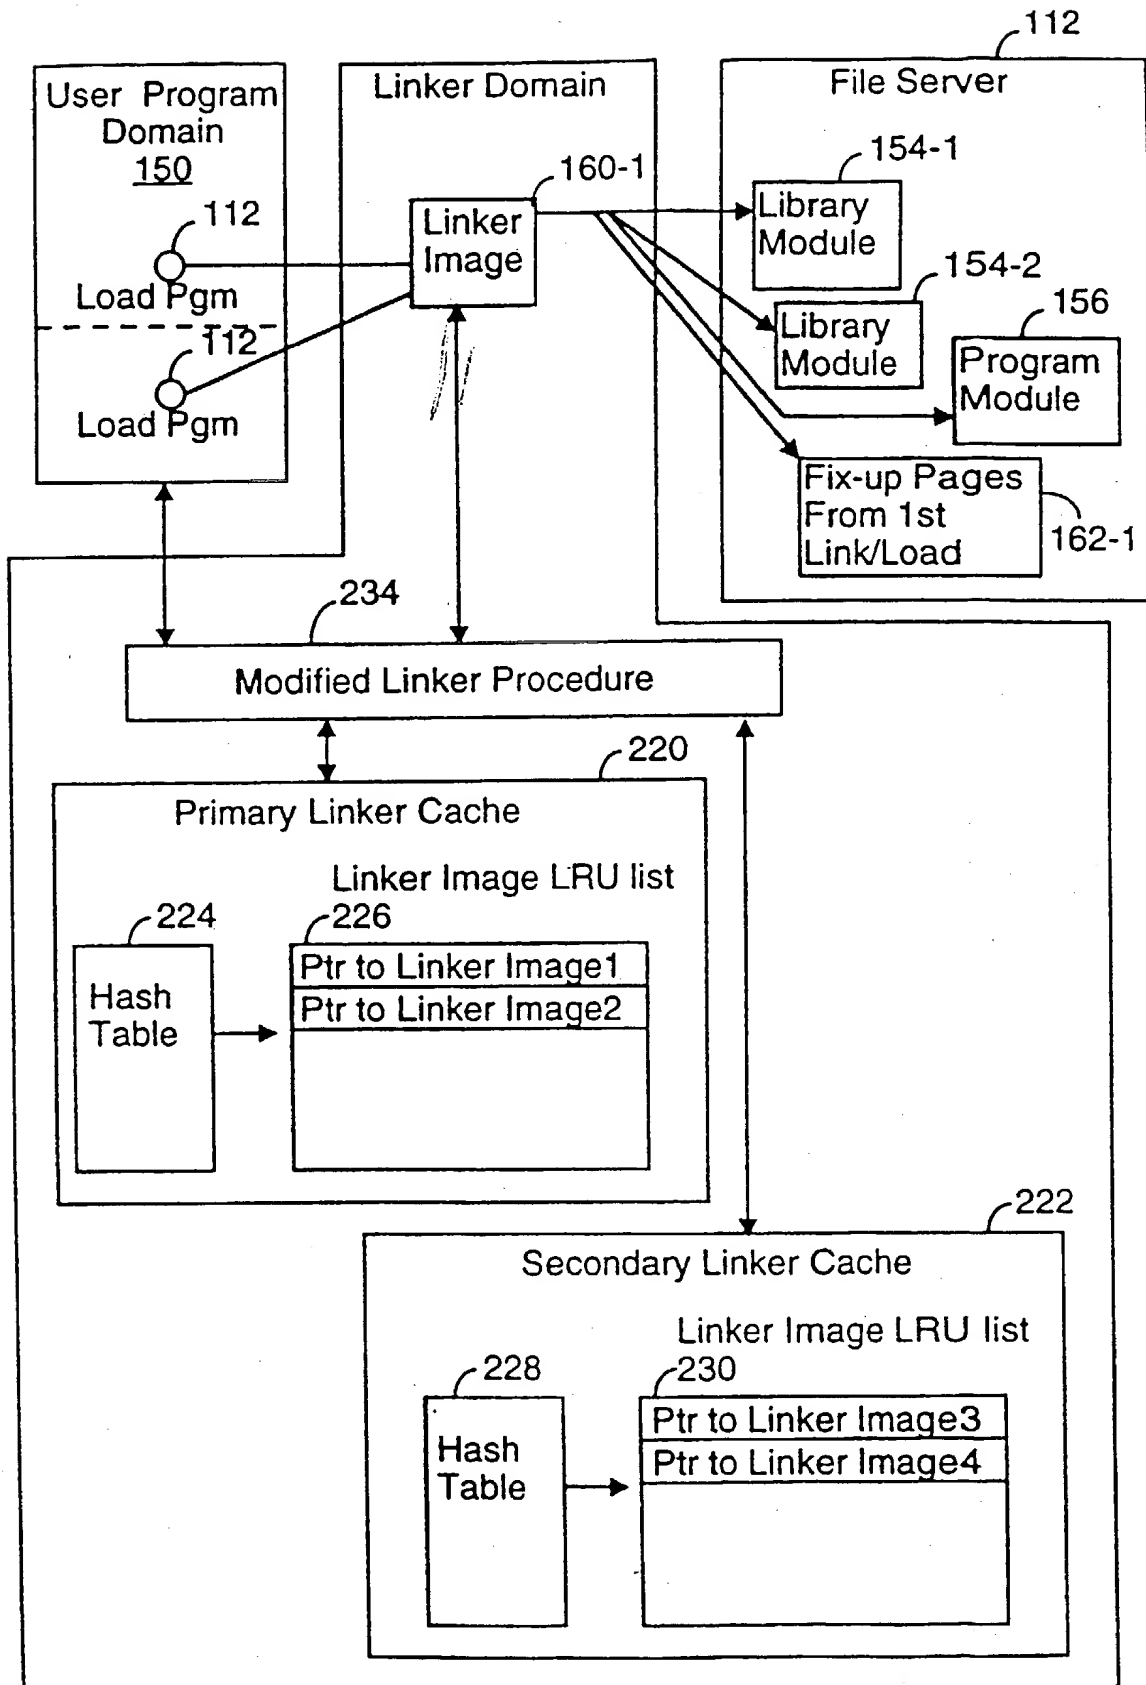 112
User Program
Domain
150
112
Load Pgm
112
Load Pgm
Linker Domain
160-1
Linker
Image
File Server
154-1
Library
Module
154-2
Library
Module
156
Program
Module
Fix-up Pages
From 1st
Link/Load
162-1
234
Modified Linker Procedure
220
Primary Linker Cache
Linker Image LRU list
224
226
Hash
Table
Ptr to Linker Image1
Ptr to Linker Image2
222
Secondary Linker Cache
Linker Image LRU list
228
230
Hash
Table
Ptr to Linker Image3
Ptr to Linker Image4